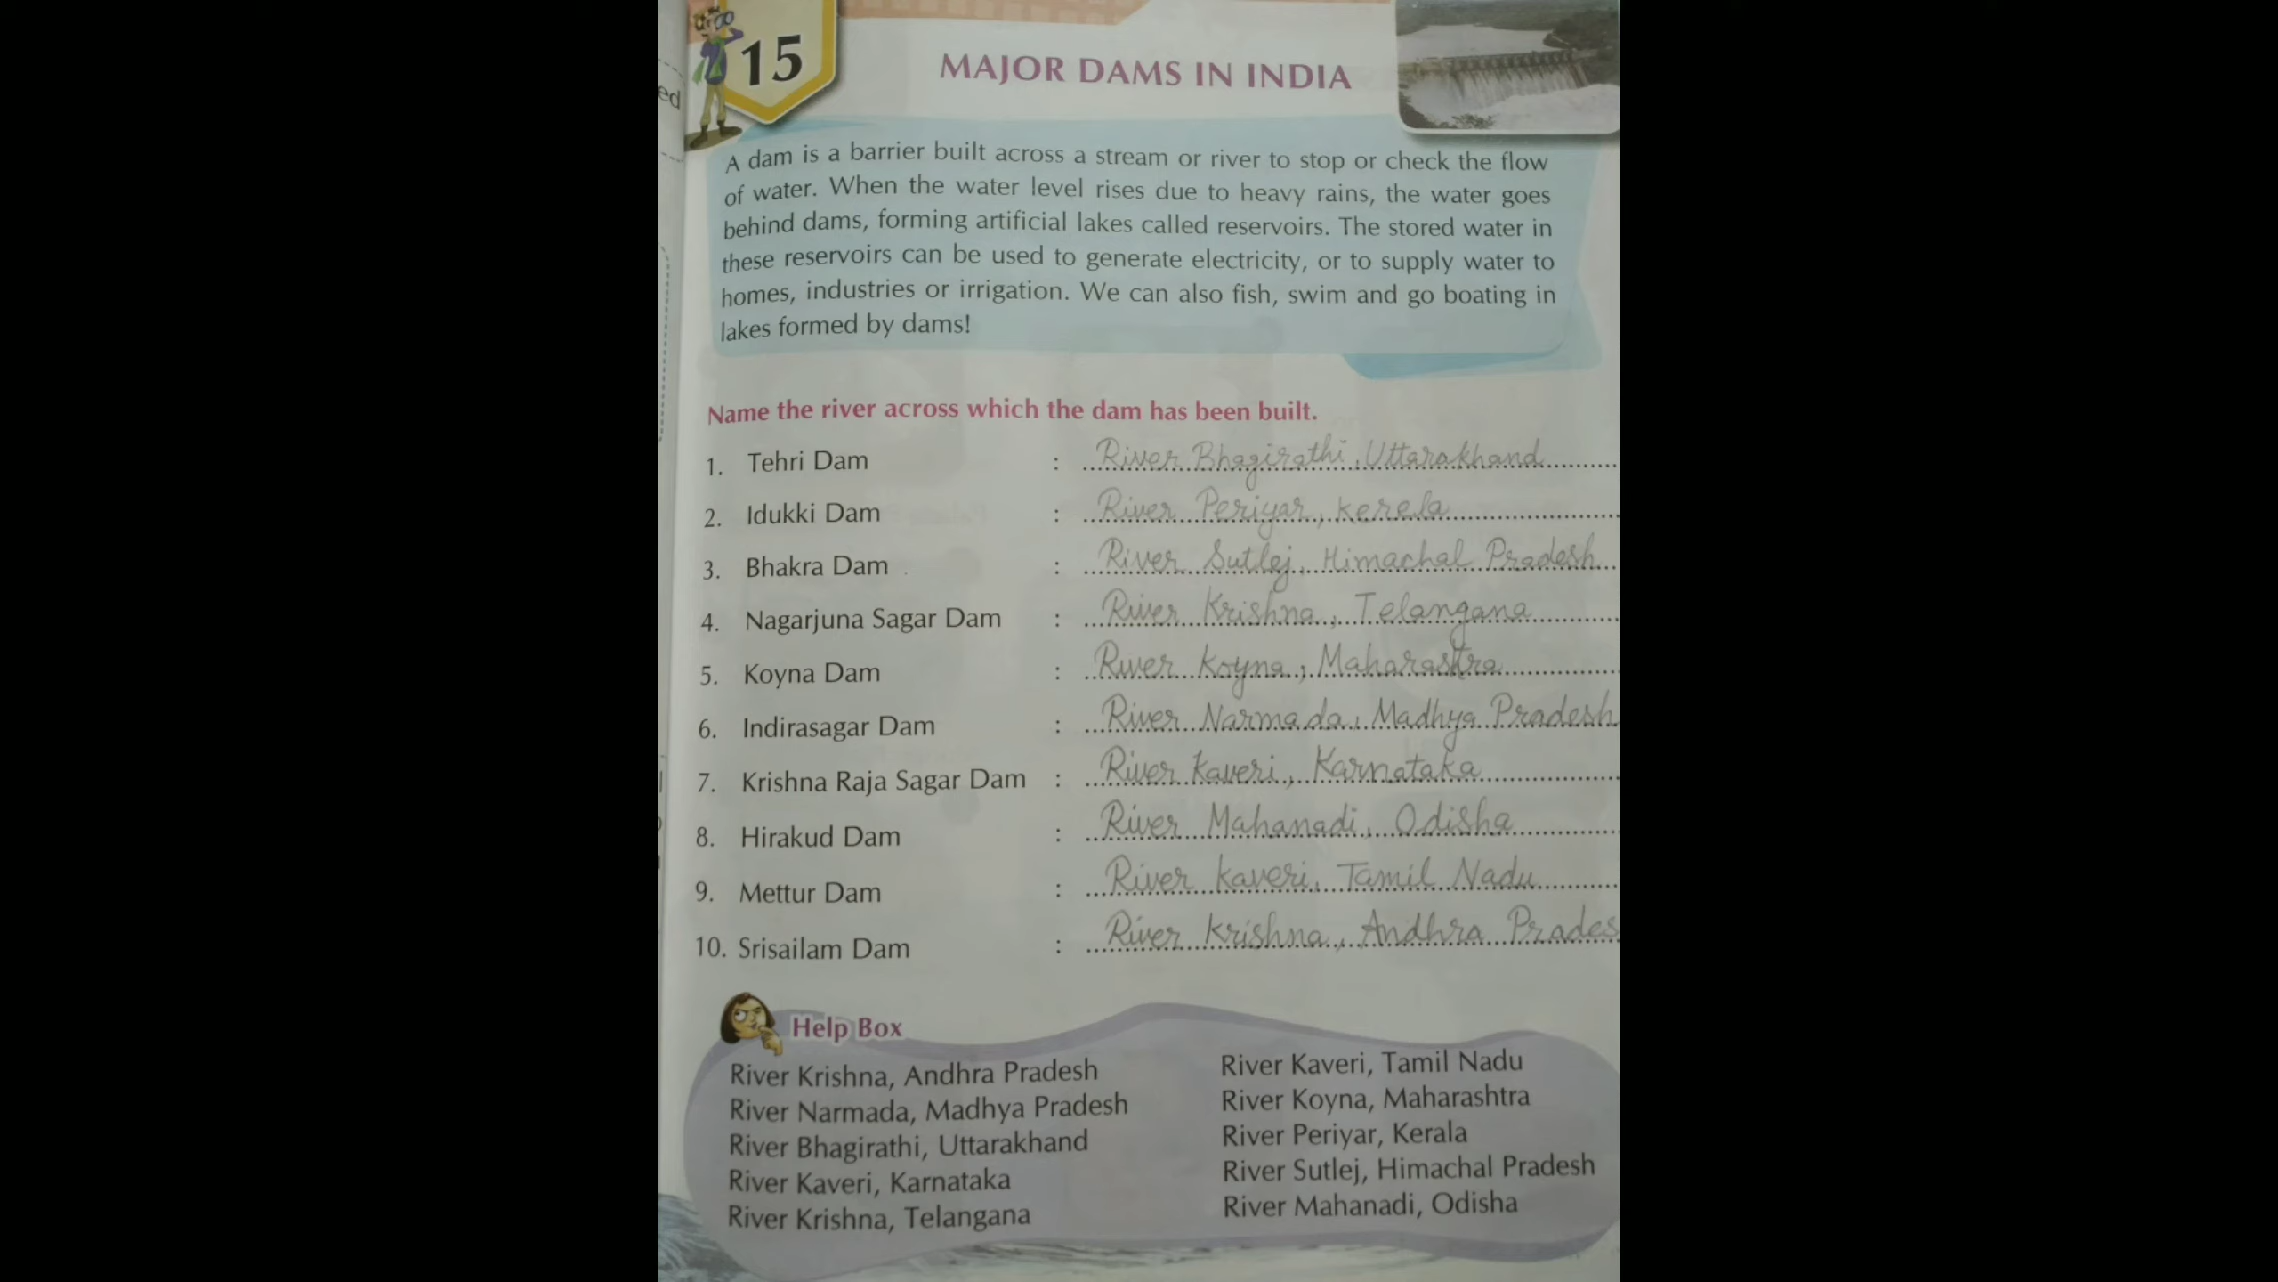 ed
15
MAJOR DAMS IN INDIA
A dam is a barrier built across a stream or river to stop or check the flow
of water. When the water level rises due to heavy rains, the water goes
behind dams, forming artificial lakes called reservoirs. The stored water in
these reservoirs can be used to generate electricity, or to supply water to
homes, industries or irrigation. We can also fish, swim and go boating in
lakes formed by dams!
Name the river across which the dam has been built.
1. Tehri Dam : River Bhagirathi, Uttarakhand
2. Idukki Dam : River Periyar, kerela
3. Bhakra Dam : River Sutlej, Himachal Pradesh
4. Nagarjuna Sagar Dam : River Krishna, Telangana
5. Koyna Dam : River Koyna, Maharastra
6. Indirasagar Dam : River Narmada, Madhya Pradesh
7. Krishna Raja Sagar Dam : River Kaveri, Karnataka
8. Hirakud Dam : River Mahanadi, Odisha
9. Mettur Dam : River Kaveri, Tamil Nadu
10. Srisailam Dam : River Krishna, Andhra Prades
Help Box
River Krishna, Andhra Pradesh
River Narmada, Madhya Pradesh
River Bhagirathi, Uttarakhand
River Kaveri, Karnataka
River Krishna, Telangana
River Kaveri, Tamil Nadu
River Koyna, Maharashtra
River Periyar, Kerala
River Sutlej, Himachal Pradesh
River Mahanadi, Odisha